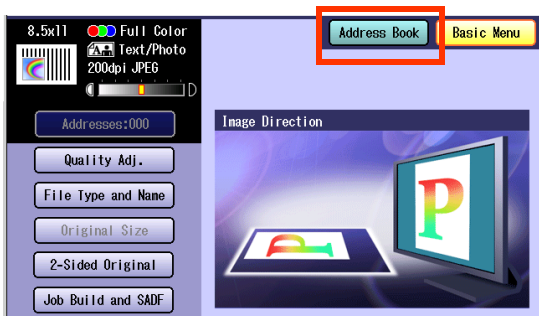 8.5x11 Full Color
A Text/Photo
200dpi JPEG
Address Book
Basic Menu
Addresses:000
Quality Adj.
File Type and Name
Original Size
2-Sided Original
Job Build and SADF
Image Direction
P
P